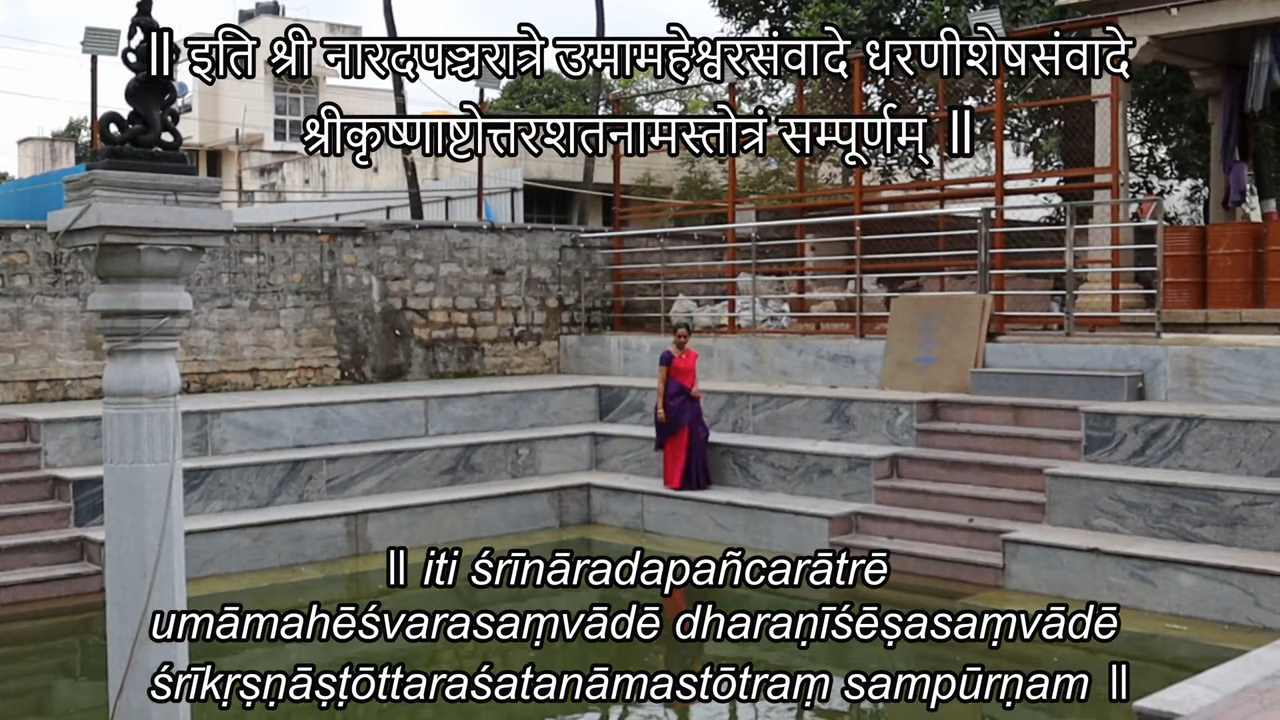 ॥ इति श्री नारदपञ्चरात्रे उमामहेश्वरसंवादे धरणीशेषसंवादे
श्रीकृष्णाष्टोत्तरशतनामस्तोत्रं सम्पूर्णम् ॥
॥ iti śrīnāradapañcarātrē
umāmahēśvarasaṃvādē dharaṇīśēṣasaṃvādē
śrīkṛṣṇāṣṭōttaraśatanāmastōtraṃ sampūrṇam ॥